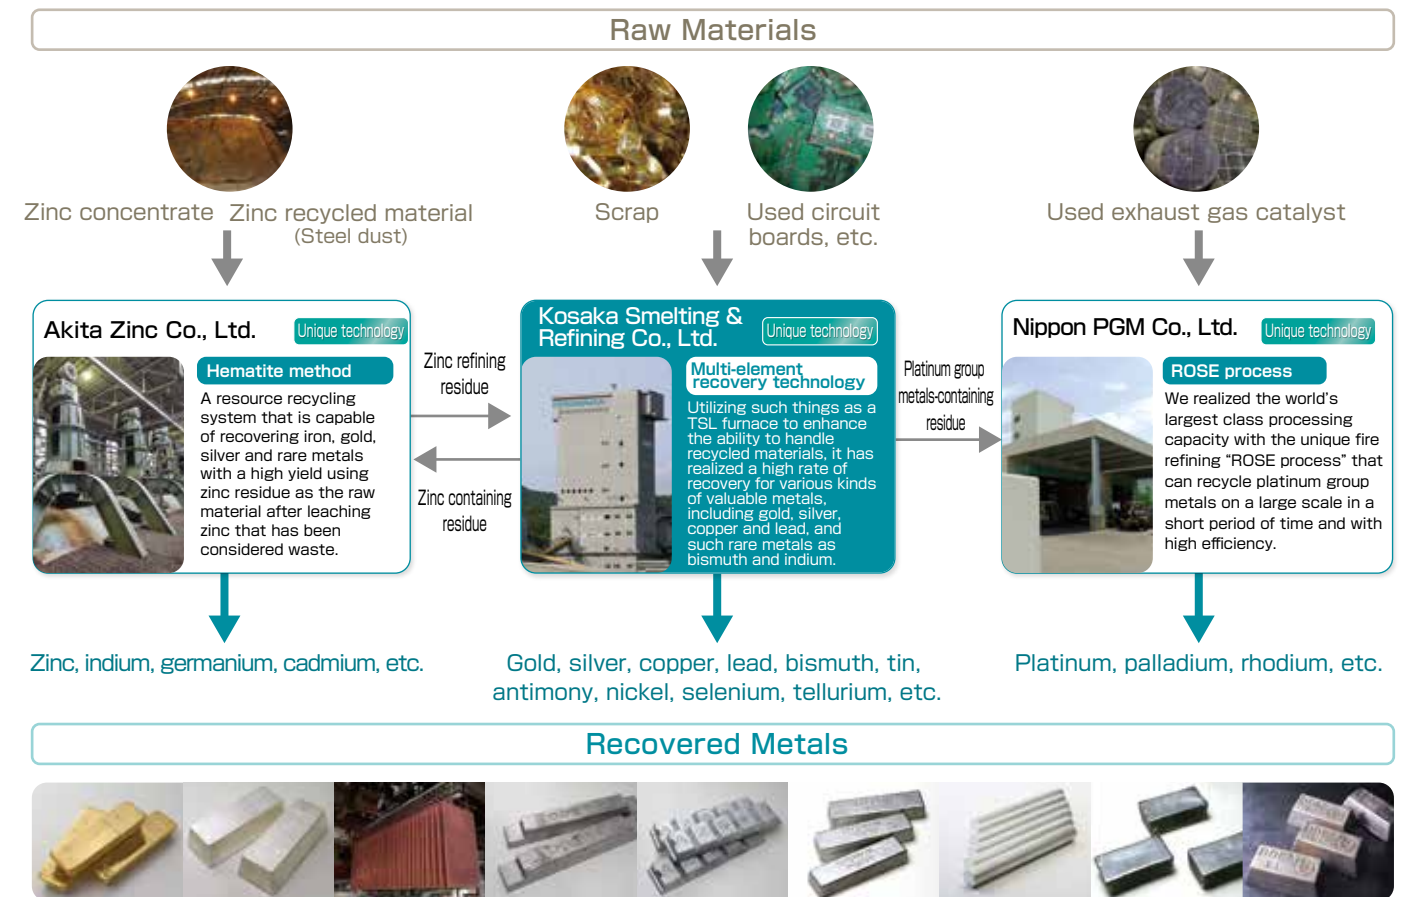 Raw Materials
Zinc concentrate
Zinc recycled material
(Steel dust)
Scrap
Used circuit
boards, etc.
Used exhaust gas catalyst
Akita Zinc Co., Ltd.
Unique technology
Hematite method
A resource recycling
system that is capable
of recovering iron, gold,
silver and rare metals
with a high yield using
zinc residue as the raw
material after leaching
zinc that has been
considered waste.
Zinc refining
residue
Zinc containing
residue
Kosaka Smelting &
Refining Co., Ltd.
Unique technology
Multi-element
recovery technology
Utilizing such things as a
TSL furnace to enhance
the ability to handle
recycled materials, it has
realized a high rate of
recovery for various kinds
of valuable metals,
including gold, silver,
copper and lead, and
such rare metals as
bismuth and indium.
Platinum group
metals-containing
residue
Nippon PGM Co., Ltd.
Unique technology
ROSE process
We realized the world’s
largest class processing
capacity with the unique fire
refining “ROSE process” that
can recycle platinum group
metals on a large scale in a
short period of time and with
high efficiency.
Zinc, indium, germanium, cadmium, etc.
Gold, silver, copper, lead, bismuth, tin,
antimony, nickel, selenium, tellurium, etc.
Platinum, palladium, rhodium, etc.
Recovered Metals